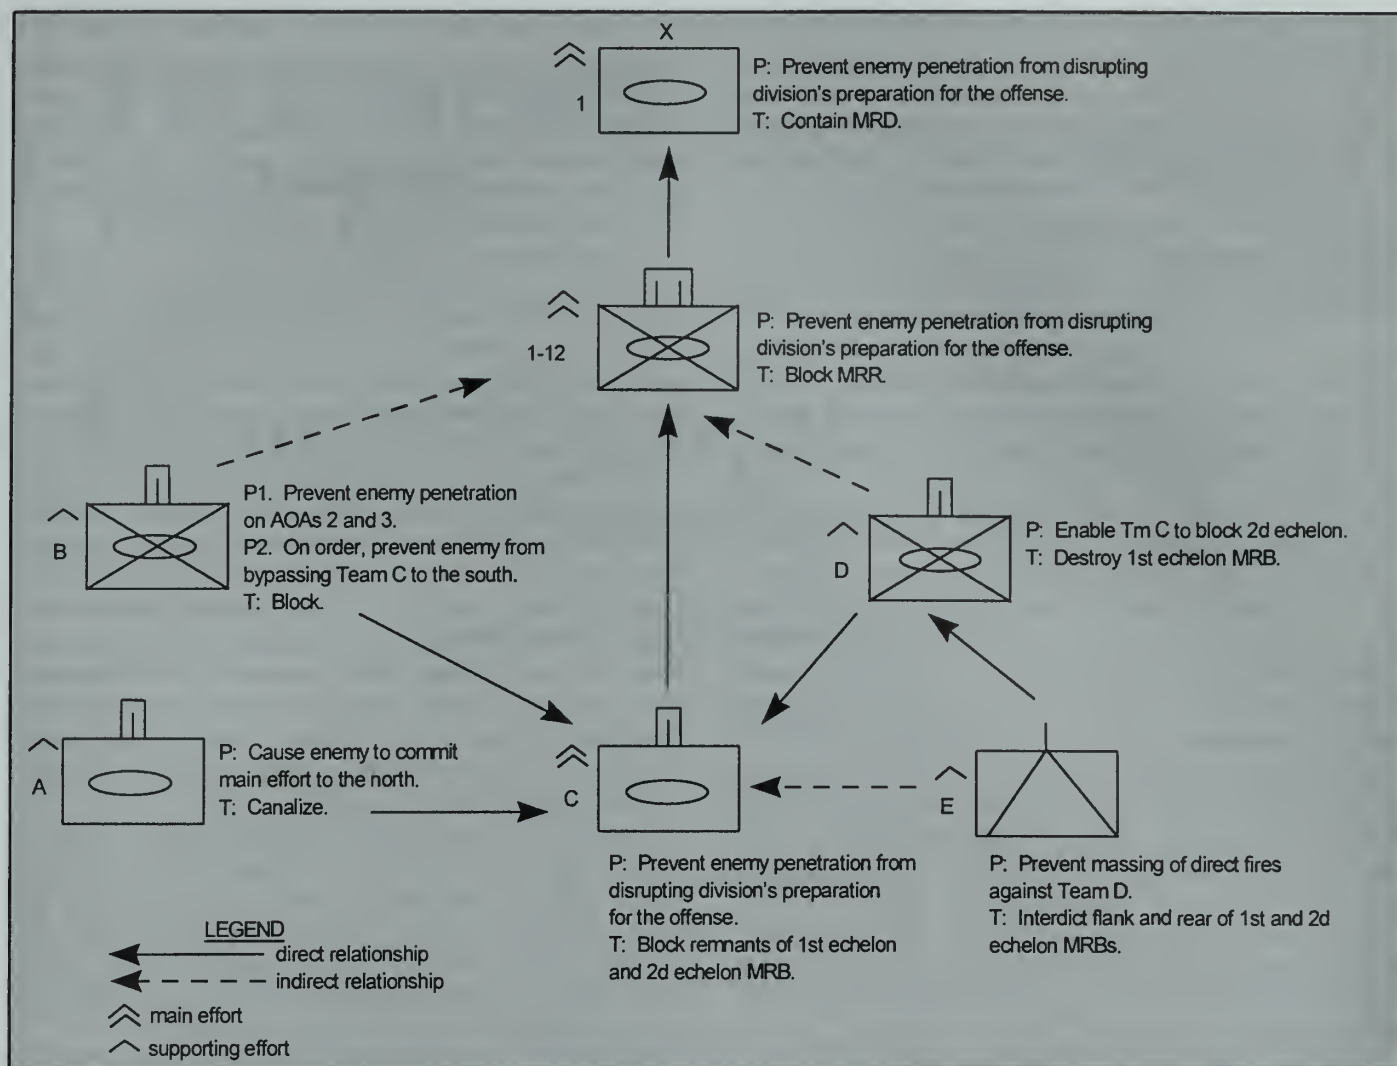 X
1
P: Prevent enemy penetration from disrupting
division's preparation for the offense.
T: Contain MRD.
1-12
P: Prevent enemy penetration from disrupting
division's preparation for the offense.
T: Block MRR.
B
P1. Prevent enemy penetration
on AOAs 2 and 3.
P2. On order, prevent enemy from
bypassing Team C to the south.
T: Block.
D
P: Enable Tm C to block 2d echelon.
T: Destroy 1st echelon MRB.
A
P: Cause enemy to commit
main effort to the north.
T: Canalize.
C
P: Prevent enemy penetration from
disrupting division's preparation
for the offense.
T: Block remnants of 1st echelon
and 2d echelon MRB.
E
P: Prevent massing of direct fires
against Team D.
T: Interdict flank and rear of 1st and 2d
echelon MRBs.
LEGEND
direct relationship
indirect relationship
main effort
supporting effort